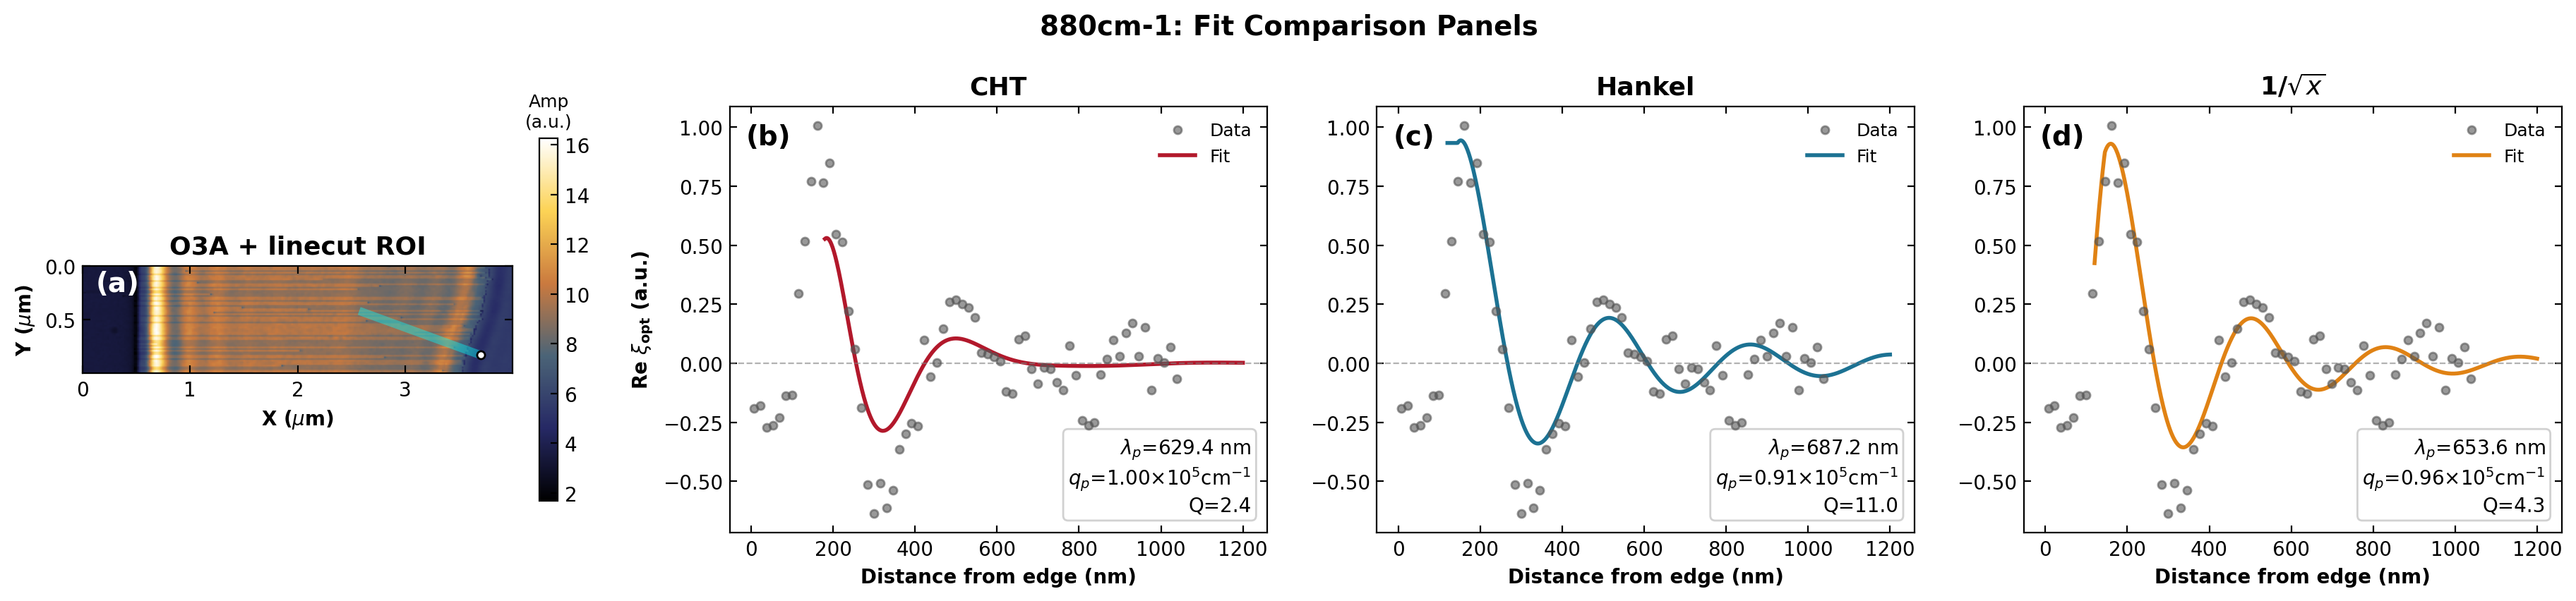 880cm-1: Fit Comparison Panels
O3A + linecut ROI
(a)
0.0
0.5
Y (μm)
0 1 2 3
X (μm)
Amp
(a.u.)
16
14
12
10
8
6
4
2
CHT
(b)
Data
Fit
1.00
0.75
0.50
0.25
0.00
−0.25
−0.50
Re ξ_opt (a.u.)
λ_p=629.4 nm
q_p=1.00×10⁵cm⁻¹
Q=2.4
0 200 400 600 800 1000 1200
Distance from edge (nm)
Hankel
(c)
Data
Fit
1.00
0.75
0.50
0.25
0.00
−0.25
−0.50
λ_p=687.2 nm
q_p=0.91×10⁵cm⁻¹
Q=11.0
0 200 400 600 800 1000 1200
Distance from edge (nm)
1/√x
(d)
Data
Fit
1.00
0.75
0.50
0.25
0.00
−0.25
−0.50
λ_p=653.6 nm
q_p=0.96×10⁵cm⁻¹
Q=4.3
0 200 400 600 800 1000 1200
Distance from edge (nm)